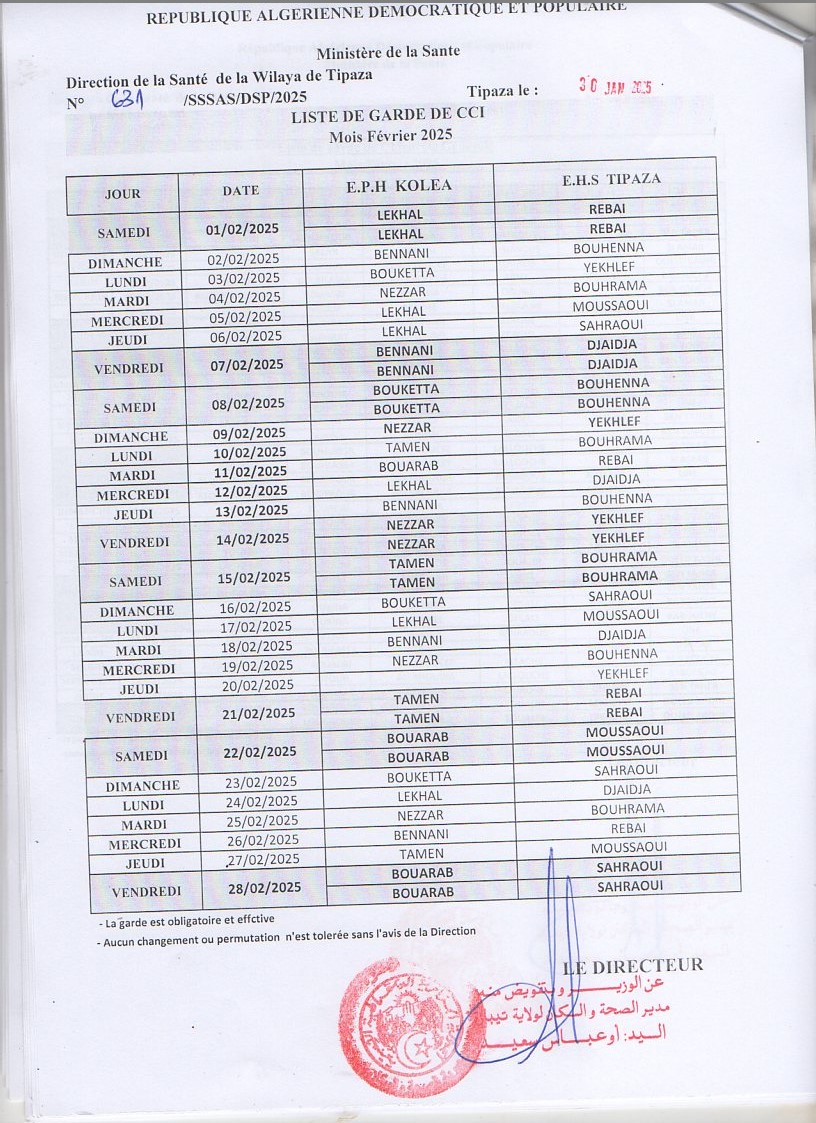 REPUBLIQUE ALGERIENNE DEMOCRATIQUE ET POPULAIRE
Ministère de la Sante
Direction de la Santé de la Wilaya de Tipaza
N° 631 /SSSAS/DSP/2025 Tipaza le : 30 JAN 2025
LISTE DE GARDE DE CCI
Mois Février 2025
JOUR DATE E.P.H KOLEA E.H.S TIPAZA
SAMEDI 01/02/2025 LEKHAL REBAI
LEKHAL REBAI
DIMANCHE 02/02/2025 BENNANI BOUHENNA
LUNDI 03/02/2025 BOUKETTA YEKHLEF
MARDI 04/02/2025 NEZZAR BOUHRAMA
MERCREDI 05/02/2025 LEKHAL MOUSSAOUI
JEUDI 06/02/2025 LEKHAL SAHRAOUI
VENDREDI 07/02/2025 BENNANI DJAIDJA
BENNANI DJAIDJA
SAMEDI 08/02/2025 BOUKETTA BOUHENNA
BOUKETTA BOUHENNA
DIMANCHE 09/02/2025 NEZZAR YEKHLEF
LUNDI 10/02/2025 TAMEN BOUHRAMA
MARDI 11/02/2025 BOUARAB REBAI
MERCREDI 12/02/2025 LEKHAL DJAIDJA
JEUDI 13/02/2025 BENNANI BOUHENNA
VENDREDI 14/02/2025 NEZZAR YEKHLEF
NEZZAR YEKHLEF
SAMEDI 15/02/2025 TAMEN BOUHRAMA
TAMEN BOUHRAMA
DIMANCHE 16/02/2025 BOUKETTA SAHRAOUI
LUNDI 17/02/2025 LEKHAL MOUSSAOUI
MARDI 18/02/2025 BENNANI DJAIDJA
MERCREDI 19/02/2025 NEZZAR BOUHENNA
JEUDI 20/02/2025 YEKHLEF
VENDREDI 21/02/2025 TAMEN REBAI
TAMEN REBAI
SAMEDI 22/02/2025 BOUARAB MOUSSAOUI
BOUARAB MOUSSAOUI
DIMANCHE 23/02/2025 BOUKETTA SAHRAOUI
LUNDI 24/02/2025 LEKHAL DJAIDJA
MARDI 25/02/2025 NEZZAR BOUHRAMA
MERCREDI 26/02/2025 BENNANI REBAI
JEUDI 27/02/2025 TAMEN MOUSSAOUI
VENDREDI 28/02/2025 BOUARAB SAHRAOUI
BOUARAB SAHRAOUI
- La garde est obligatoire et effctive
- Aucun changement ou permutation n'est tolerée sans l'avis de la Direction
LE DIRECTEUR
عن الوزير وبتفويض منه
مدير الصحة والسكان لولاية تيبازة
السيد: أوعباس سعيد